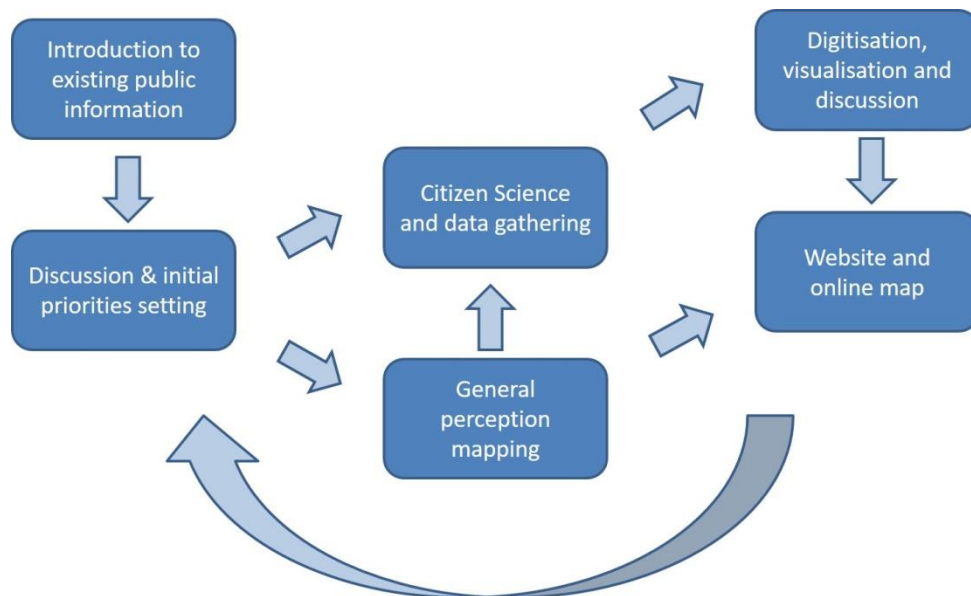 Introduction to
existing public
information
Discussion & initial
priorities setting
Citizen Science
and data gathering
General
perception
mapping
Digitisation,
visualisation and
discussion
Website and
online map